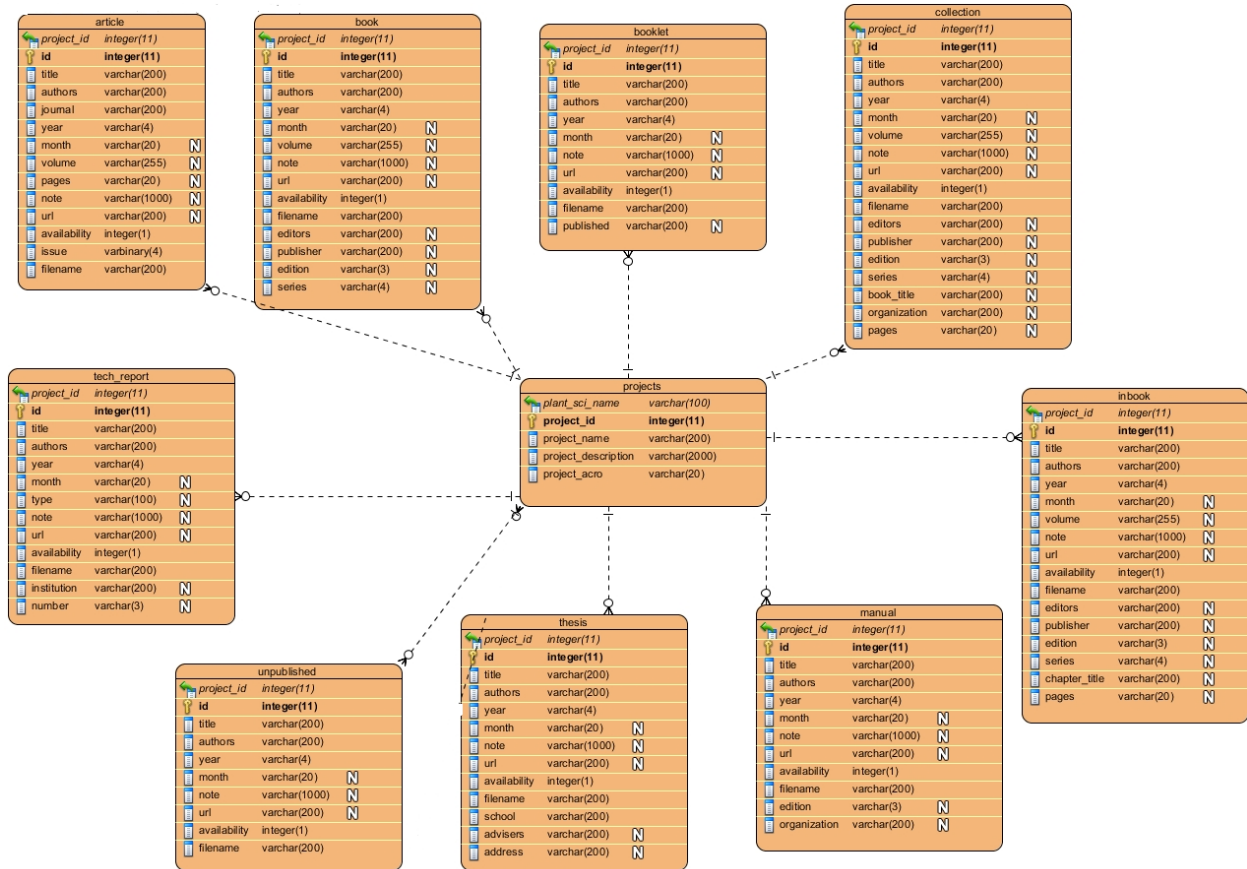 article
project_id integer(11)
id integer(11)
title varchar(200)
authors varchar(200)
journal varchar(200)
year varchar(4)
month varchar(20) N
volume varchar(255) N
pages varchar(20) N
note varchar(1000) N
url varchar(200) N
availability integer(1)
issue varbinary(4)
filename varchar(200)
book
project_id integer(11)
id integer(11)
title varchar(200)
authors varchar(200)
year varchar(4)
month varchar(20) N
volume varchar(255) N
note varchar(1000) N
url varchar(200) N
availability integer(1)
filename varchar(200)
editors varchar(200) N
publisher varchar(200) N
edition varchar(3) N
series varchar(4) N
booklet
project_id integer(11)
id integer(11)
title varchar(200)
authors varchar(200)
year varchar(4)
month varchar(20) N
note varchar(1000) N
url varchar(200) N
availability integer(1)
filename varchar(200)
published varchar(200) N
collection
project_id integer(11)
id integer(11)
title varchar(200)
authors varchar(200)
year varchar(4)
month varchar(20) N
volume varchar(255) N
note varchar(1000) N
url varchar(200) N
availability integer(1)
filename varchar(200)
editors varchar(200) N
publisher varchar(200) N
edition varchar(3) N
series varchar(4) N
book_title varchar(200) N
organization varchar(200) N
pages varchar(20) N
tech_report
project_id integer(11)
id integer(11)
title varchar(200)
authors varchar(200)
year varchar(4)
month varchar(20) N
type varchar(100) N
note varchar(1000) N
url varchar(200) N
availability integer(1)
filename varchar(200)
institution varchar(200) N
number varchar(3) N
projects
plant_sci_name varchar(100)
project_id integer(11)
project_name varchar(200)
project_description varchar(2000)
project_acro varchar(20)
inbook
project_id integer(11)
id integer(11)
title varchar(200)
authors varchar(200)
year varchar(4)
month varchar(20) N
volume varchar(255) N
note varchar(1000) N
url varchar(200) N
availability integer(1)
filename varchar(200)
editors varchar(200) N
publisher varchar(200) N
edition varchar(3) N
series varchar(4) N
chapter_title varchar(200) N
pages varchar(20) N
unpublished
project_id integer(11)
id integer(11)
title varchar(200)
authors varchar(200)
year varchar(4)
month varchar(20) N
note varchar(1000) N
url varchar(200) N
availability integer(1)
filename varchar(200)
thesis
project_id integer(11)
id integer(11)
title varchar(200)
authors varchar(200)
year varchar(4)
month varchar(20) N
note varchar(1000) N
url varchar(200) N
availability integer(1)
filename varchar(200)
school varchar(200)
advisers varchar(200) N
address varchar(200) N
manual
project_id integer(11)
id integer(11)
title varchar(200)
authors varchar(200)
year varchar(4)
month varchar(20) N
note varchar(1000) N
url varchar(200) N
availability integer(1)
filename varchar(200)
edition varchar(3) N
organization varchar(200) N